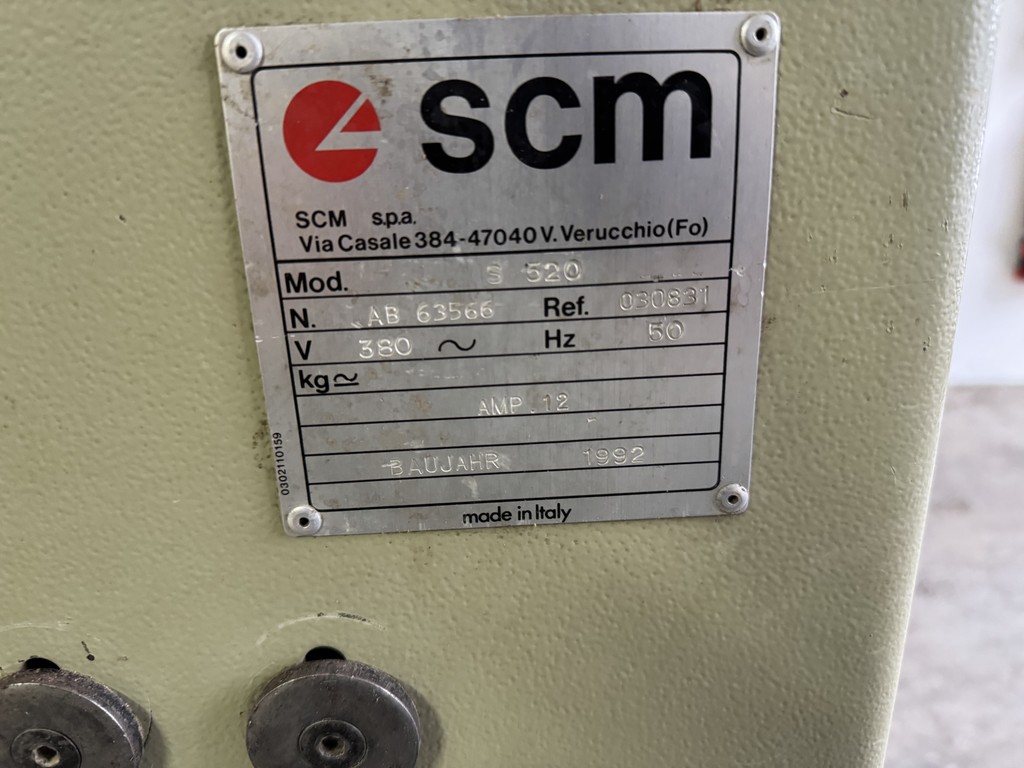 scm
SCM s.p.a.
Via Casale 384-47040 V. Verucchio (Fo)
Mod. S 520
N. AB 63566 Ref. 030831
V 380 ~ Hz 50
kg ≃
AMP. 12
BAUJAHR 1992
0302110159
made in Italy